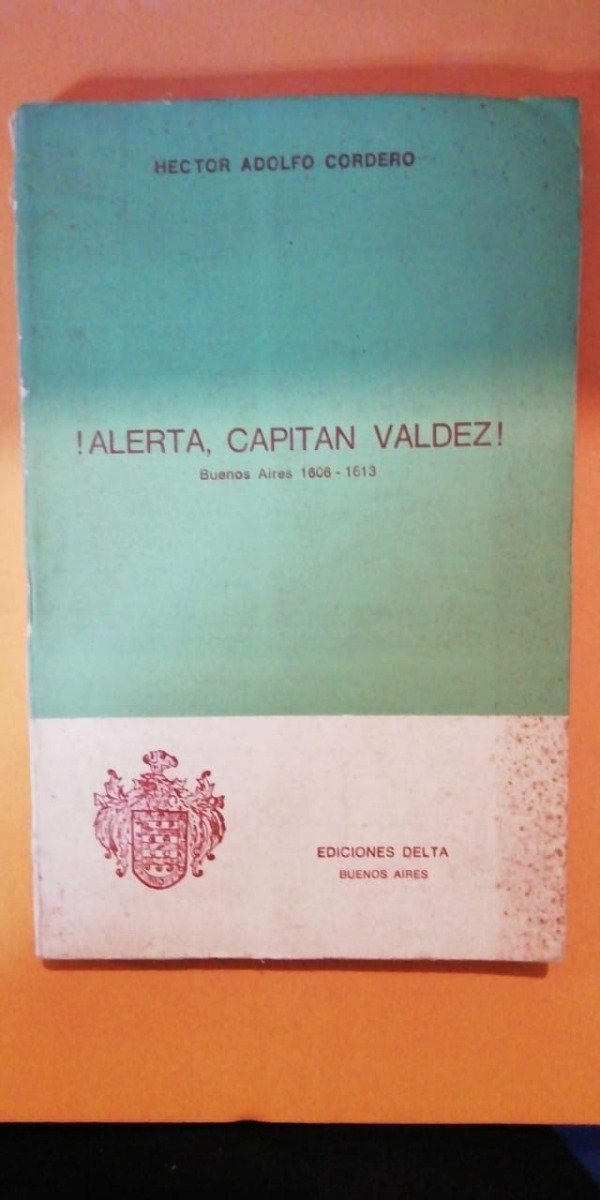 HECTOR ADOLFO CORDERO
!ALERTA, CAPITAN VALDEZ!
Buenos Aires 1606 - 1613
EDICIONES DELTA
BUENOS AIRES